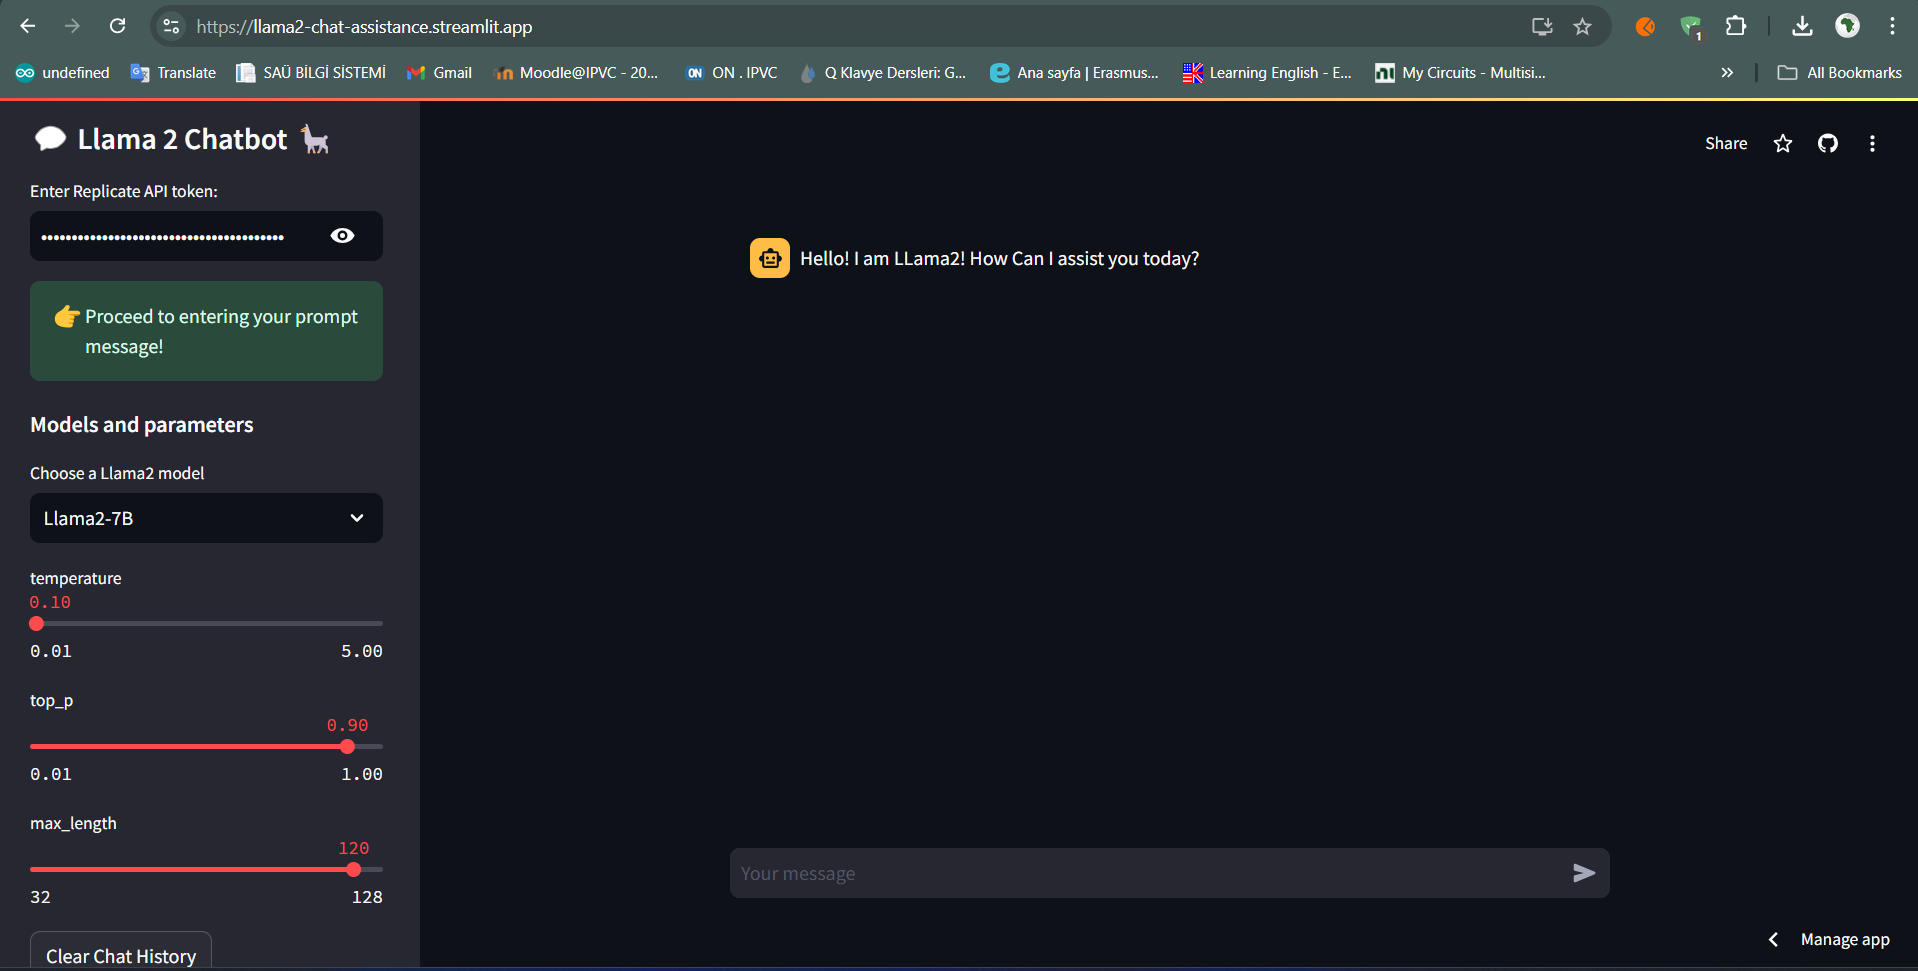 https://llama2-chat-assistance.streamlit.app
1
undefined
Translate
SAÜ BİLGİ SİSTEMİ
Gmail
Moodle@IPVC - 20...
ON
ON . IPVC
Q Klavye Dersleri: G...
Ana sayfa | Erasmus...
Learning English - E...
My Circuits - Multisi...
All Bookmarks
Llama 2 Chatbot
Enter Replicate API token:
Proceed to entering your prompt
message!
Models and parameters
Choose a Llama2 model
Llama2-7B
temperature
0.10
0.01 5.00
top_p
0.90
0.01 1.00
max_length
120
32 128
Clear Chat History
Share
Hello! I am LLama2! How Can I assist you today?
Your message
Manage app